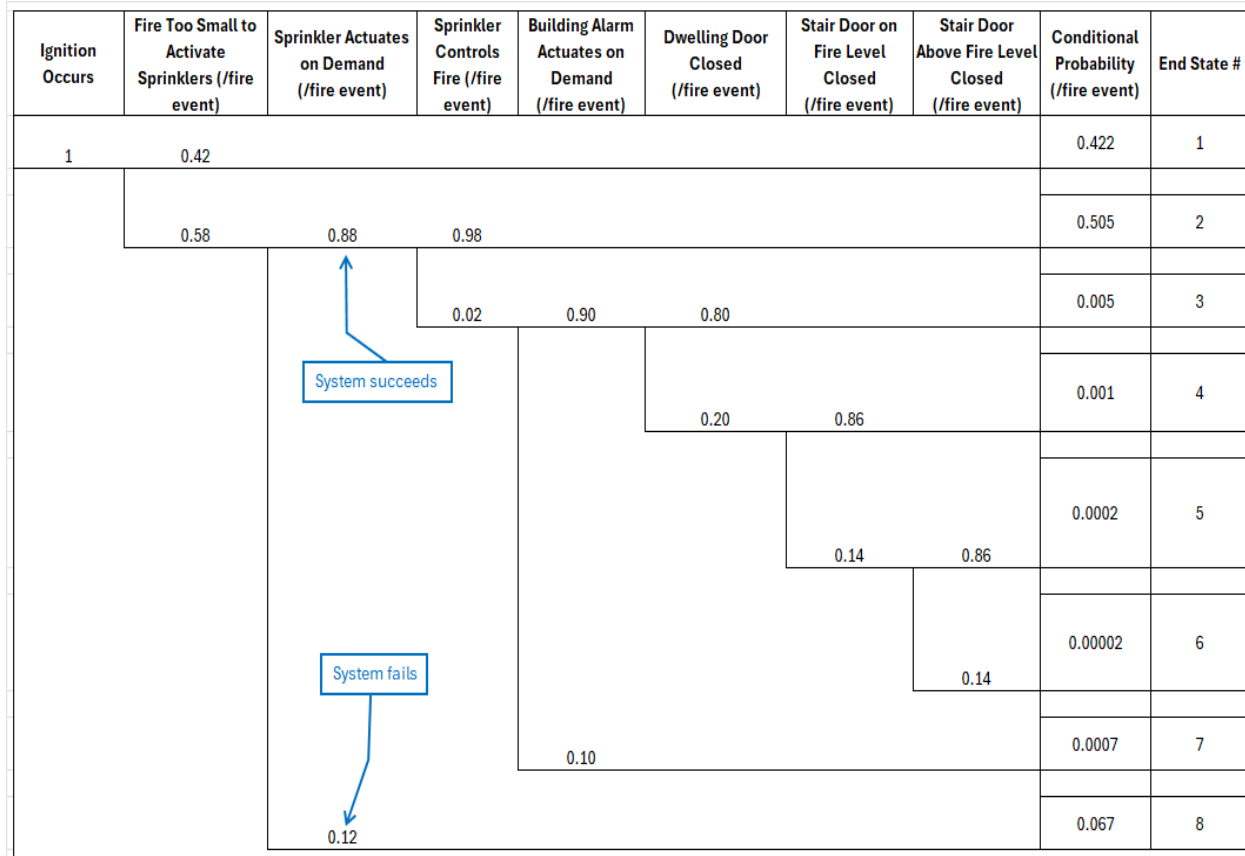 Ignition
Occurs
Fire Too Small to
Activate
Sprinklers (/fire
event)
Sprinkler Actuates
on Demand
(/fire event)
Sprinkler
Controls
Fire (/fire
event)
Building Alarm
Actuates on
Demand
(/fire event)
Dwelling Door
Closed
(/fire event)
Stair Door on
Fire Level
Closed
(/fire event)
Stair Door
Above Fire Level
Closed
(/fire event)
Conditional
Probability
(/fire event)
End State #
1
0.42
0.422
1
0.58
0.88
0.98
0.505
2
0.02
0.90
0.80
0.005
3
System succeeds
0.20
0.86
0.001
4
0.14
0.86
0.0002
5
System fails
0.14
0.00002
6
0.10
0.0007
7
0.12
0.067
8